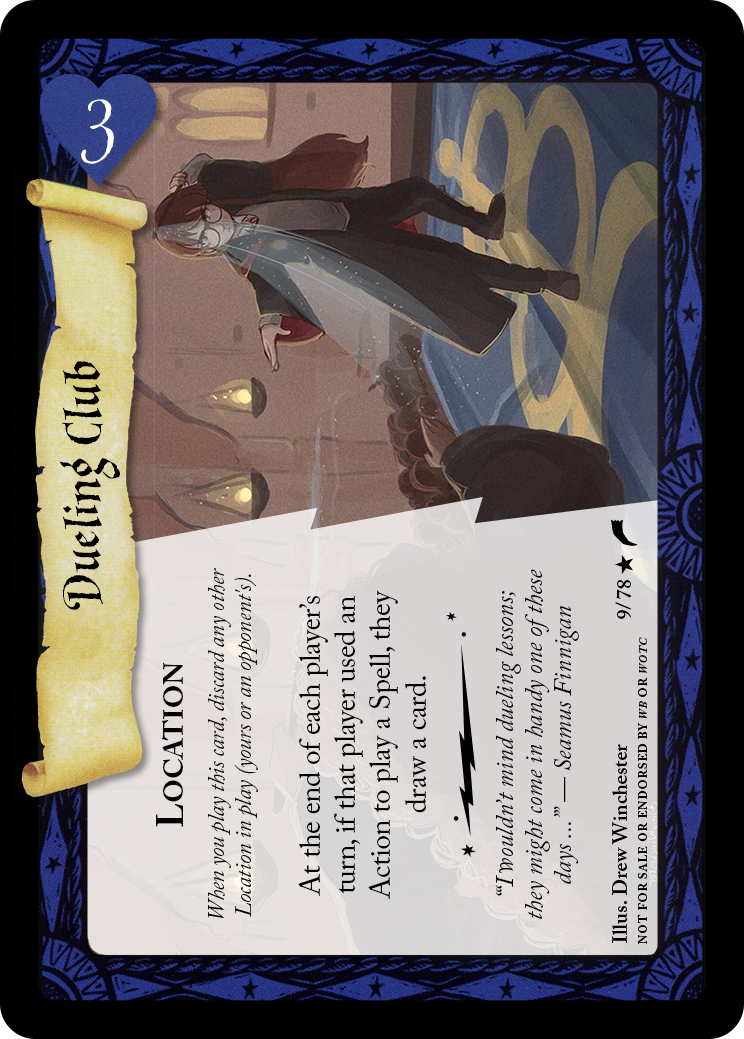 3
Dueling Club
LOCATION
When you play this card, discard any other
Location in play (yours or an opponent's).
At the end of each player's
turn, if that player used an
Action to play a Spell, they
draw a card.
“‘I wouldn't mind dueling lessons;
they might come in handy one of these
days ...’” — Seamus Finnigan
Illus. Drew Winchester
9/78 ★
NOT FOR SALE OR ENDORSED BY WB OR WOTC